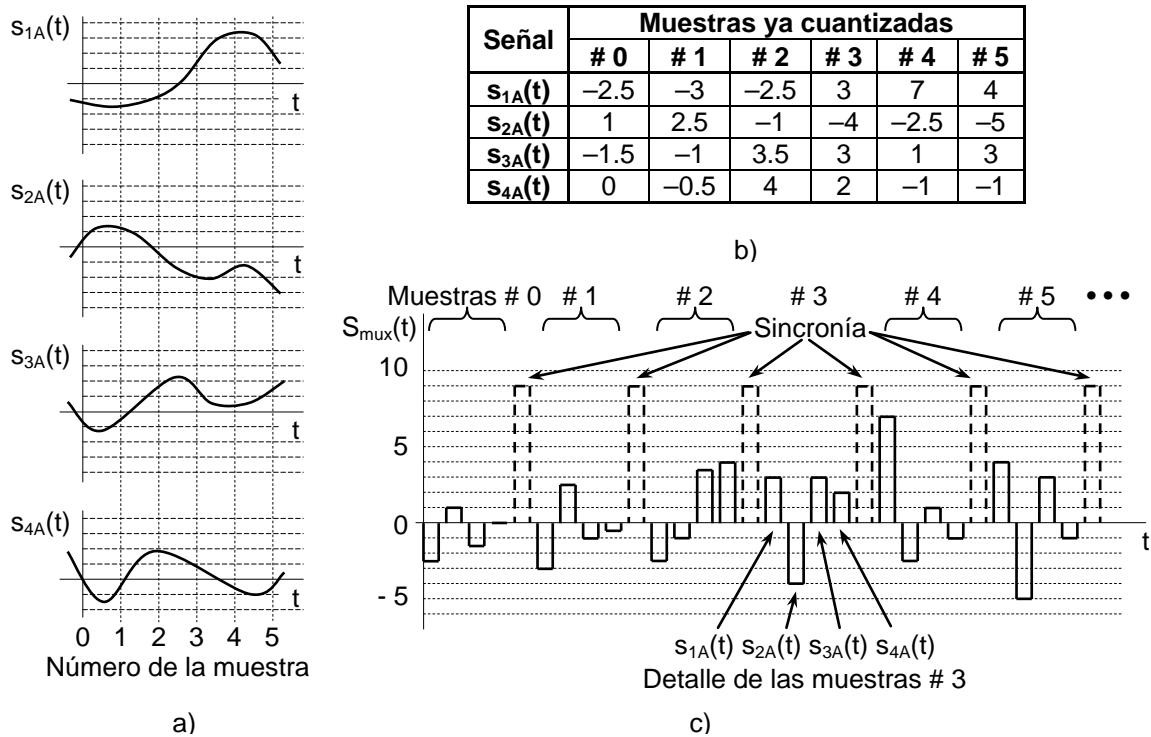 s1A(t)
t
s2A(t)
t
s3A(t)
t
s4A(t)
t
0 1 2 3 4 5
Número de la muestra
a)
Señal Muestras ya cuantizadas
# 0 # 1 # 2 # 3 # 4 # 5
s1A(t) –2.5 –3 –2.5 3 7 4
s2A(t) 1 2.5 –1 –4 –2.5 –5
s3A(t) –1.5 –1 3.5 3 1 3
s4A(t) 0 –0.5 4 2 –1 –1
b)
Muestras # 0 # 1 # 2 # 3 # 4 # 5 •••
Smux(t)
Sincronía
10
5
0
t
- 5
s1A(t) s2A(t) s3A(t) s4A(t)
Detalle de las muestras # 3
c)